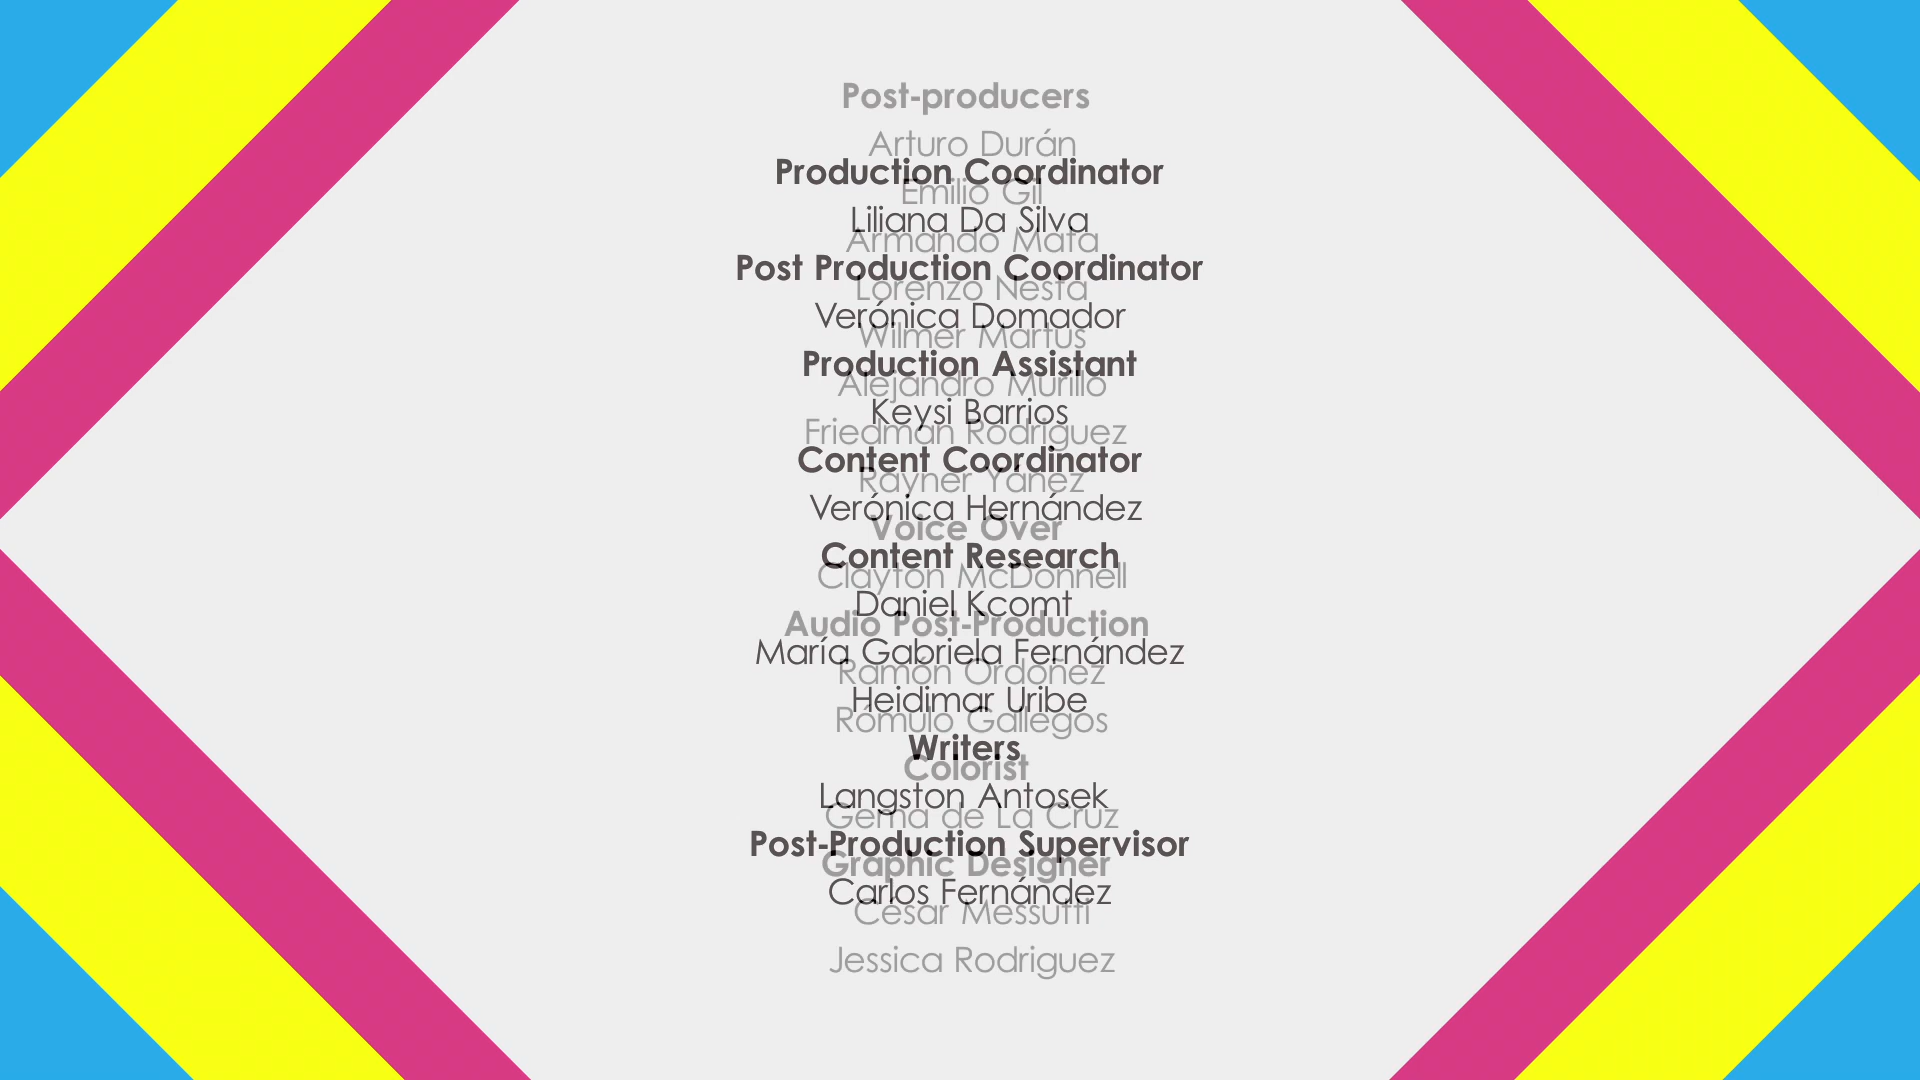 Post-producers
Arturo Durán
Production Coordinator
Emilio Gil
Liliana Da Silva
Armando Mata
Post Production Coordinator
Lorenzo Nesta
Verónica Domador
Wilmer Martus
Production Assistant
Alejandro Murillo
Keysi Barrios
Friedman Rodriguez
Content Coordinator
Rayner Yánez
Verónica Hernández
Voice Over
Content Research
Clayton McDonnell
Daniel Kcomt
Audio Post-Production
María Gabriela Fernández
Ramón Ordoñez
Heidimar Uribe
Rómulo Gallegos
Writers
Colorist
Langston Antosek
Gema de La Cruz
Post-Production Supervisor
Graphic Designer
Carlos Fernández
César Messutti
Jessica Rodriguez